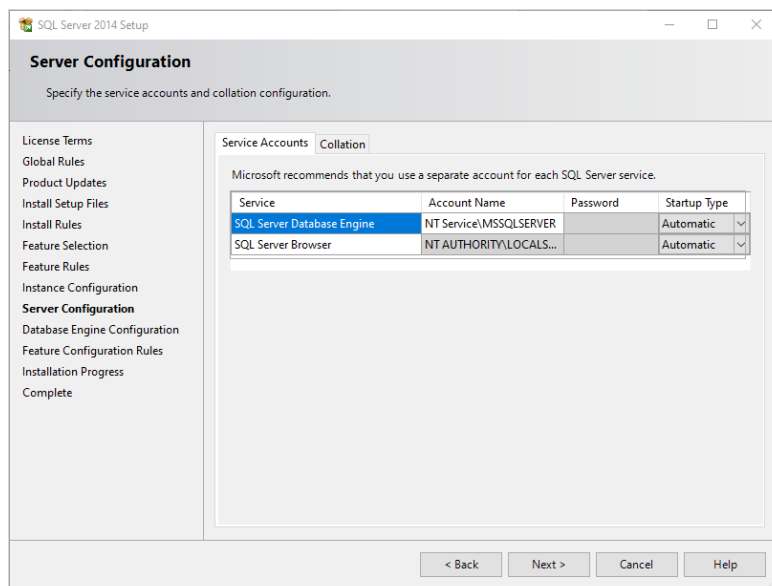 SQL Server 2014 Setup
Server Configuration
Specify the service accounts and collation configuration.
License Terms
Global Rules
Product Updates
Install Setup Files
Install Rules
Feature Selection
Feature Rules
Instance Configuration
Server Configuration
Database Engine Configuration
Feature Configuration Rules
Installation Progress
Complete
Service Accounts Collation
Microsoft recommends that you use a separate account for each SQL Server service.
Service Account Name Password Startup Type
SQL Server Database Engine NT Service\MSSQLSERVER Automatic
SQL Server Browser NT AUTHORITY\LOCALS... Automatic
< Back Next > Cancel Help